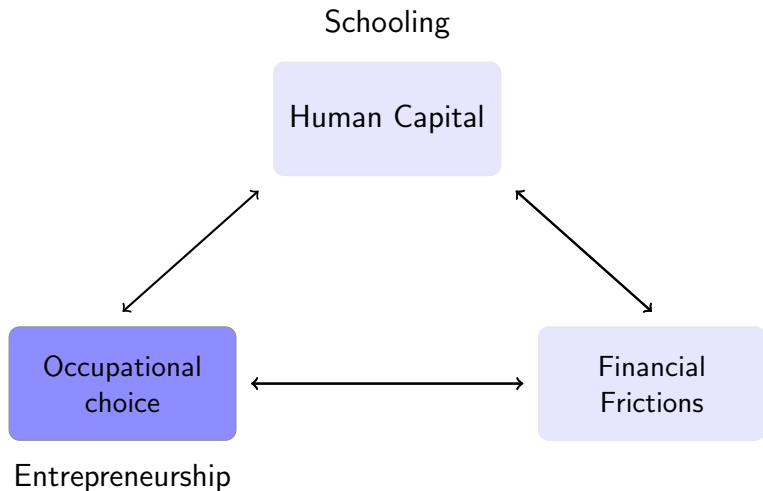 Schooling
Human Capital
Occupational
choice
Financial
Frictions
Entrepreneurship